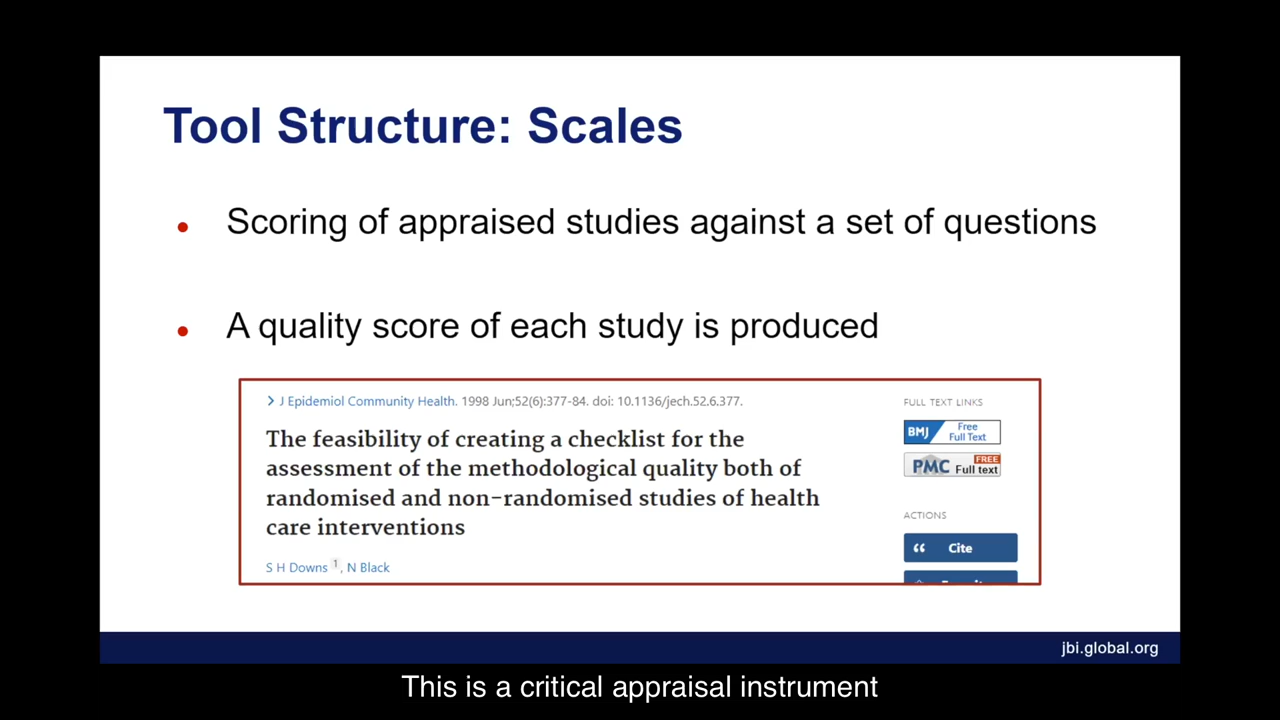 Tool Structure: Scales
• Scoring of appraised studies against a set of questions
• A quality score of each study is produced
> J Epidemiol Community Health. 1998 Jun;52(6):377-84. doi: 10.1136/jech.52.6.377.
The feasibility of creating a checklist for the
assessment of the methodological quality both of
randomised and non-randomised studies of health
care interventions
S H Downs 1, N Black
FULL TEXT LINKS
BMJ Free
Full Text
PMC FREE
Full text
ACTIONS
Cite
jbi.global.org
This is a critical appraisal instrument